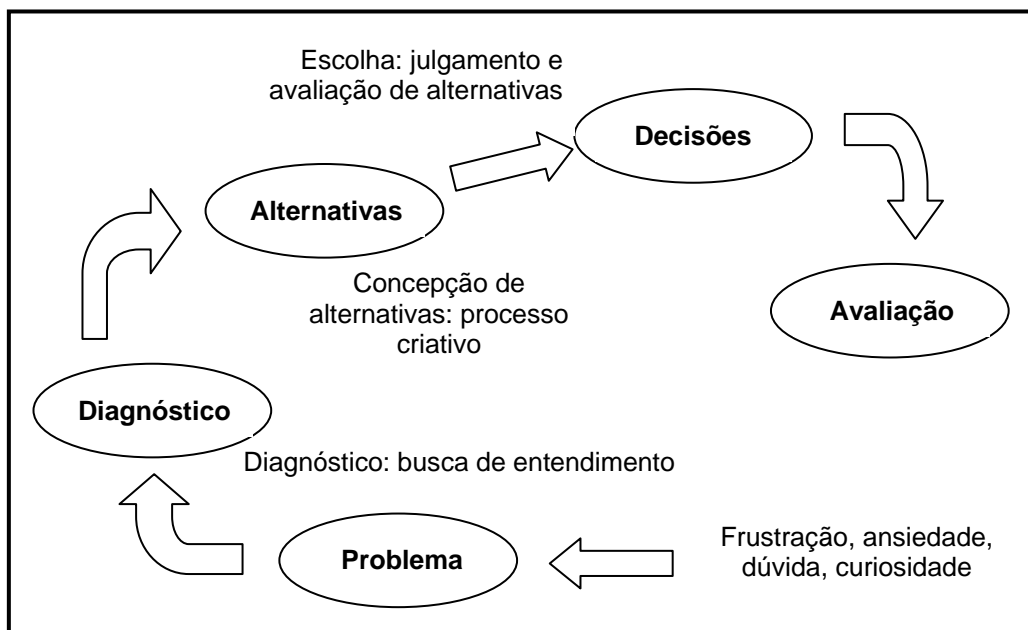 Escolha: julgamento e
avaliação de alternativas
Decisões
Alternativas
Concepção de
alternativas: processo
criativo
Avaliação
Diagnóstico
Diagnóstico: busca de entendimento
Problema
Frustração, ansiedade,
dúvida, curiosidade